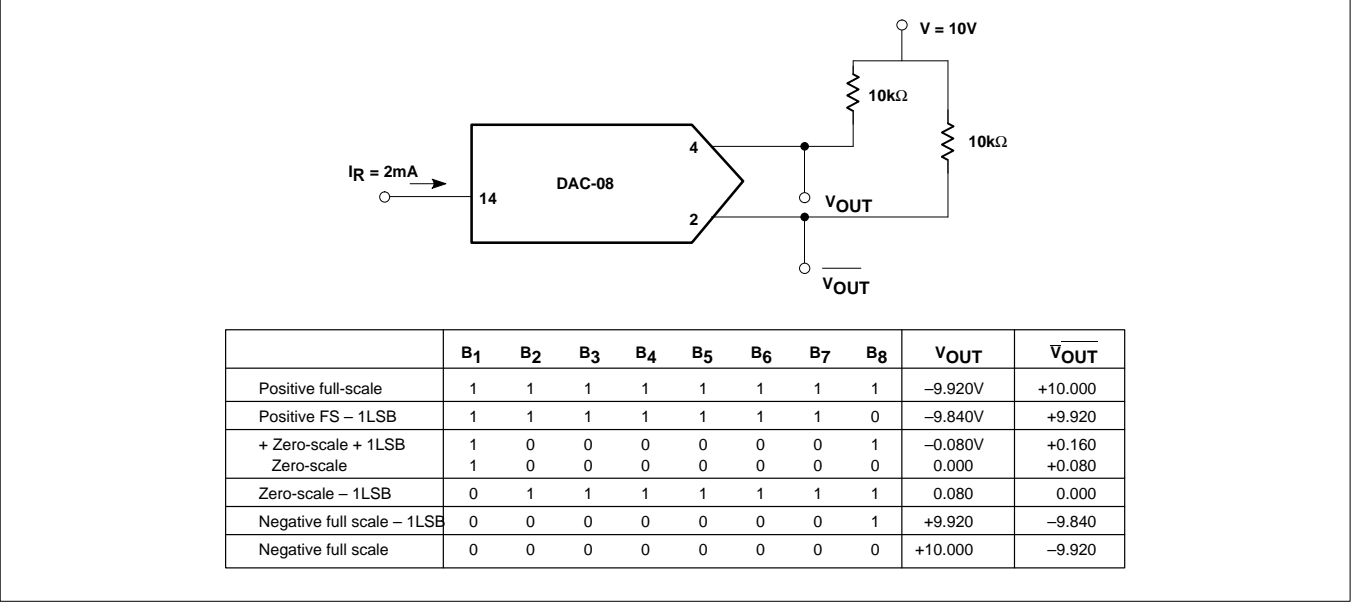 V = 10V
10kΩ
10kΩ
4
IR = 2mA
DAC-08
14
VOUT
2
VOUT
B1 B2 B3 B4 B5 B6 B7 B8 VOUT V̅OUT
Positive full-scale 1 1 1 1 1 1 1 1 –9.920V +10.000
Positive FS – 1LSB 1 1 1 1 1 1 1 0 –9.840V +9.920
+ Zero-scale + 1LSB 1 0 0 0 0 0 0 1 –0.080V +0.160
Zero-scale 1 0 0 0 0 0 0 0 0.000 +0.080
Zero-scale – 1LSB 0 1 1 1 1 1 1 1 0.080 0.000
Negative full scale – 1LSB 0 0 0 0 0 0 0 1 +9.920 –9.840
Negative full scale 0 0 0 0 0 0 0 0 +10.000 –9.920